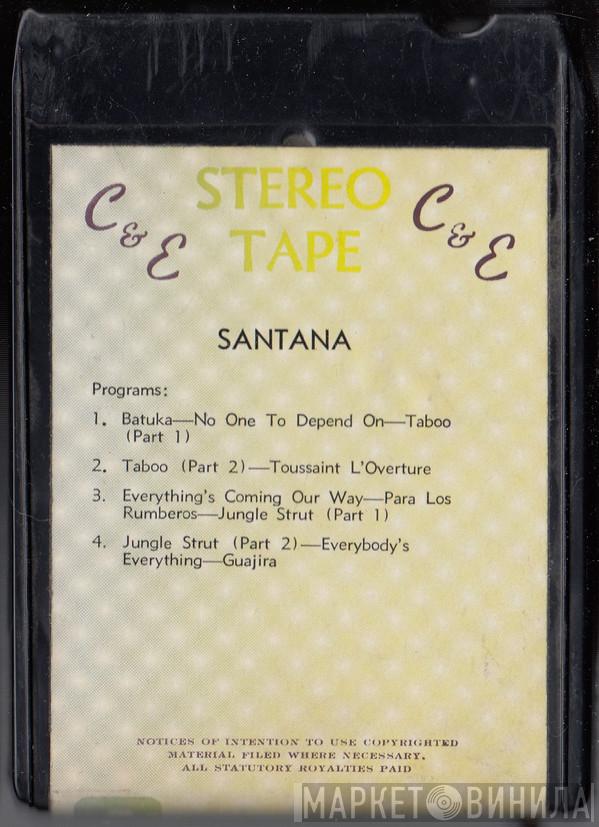 STEREO
TAPE
C & E
C & E
SANTANA
Programs:
1. Batuka—No One To Depend On—Taboo
(Part 1)
2. Taboo (Part 2)—Toussaint L'Overture
3. Everything's Coming Our Way—Para Los
Rumberos—Jungle Strut (Part 1)
4. Jungle Strut (Part 2)—Everybody's
Everything—Guajira
NOTICES OF INTENTION TO USE COPYRIGHTED
MATERIAL FILED WHERE NECESSARY.
ALL STATUTORY ROYALTIES PAID
МАРКЕТ ВИНИЛА